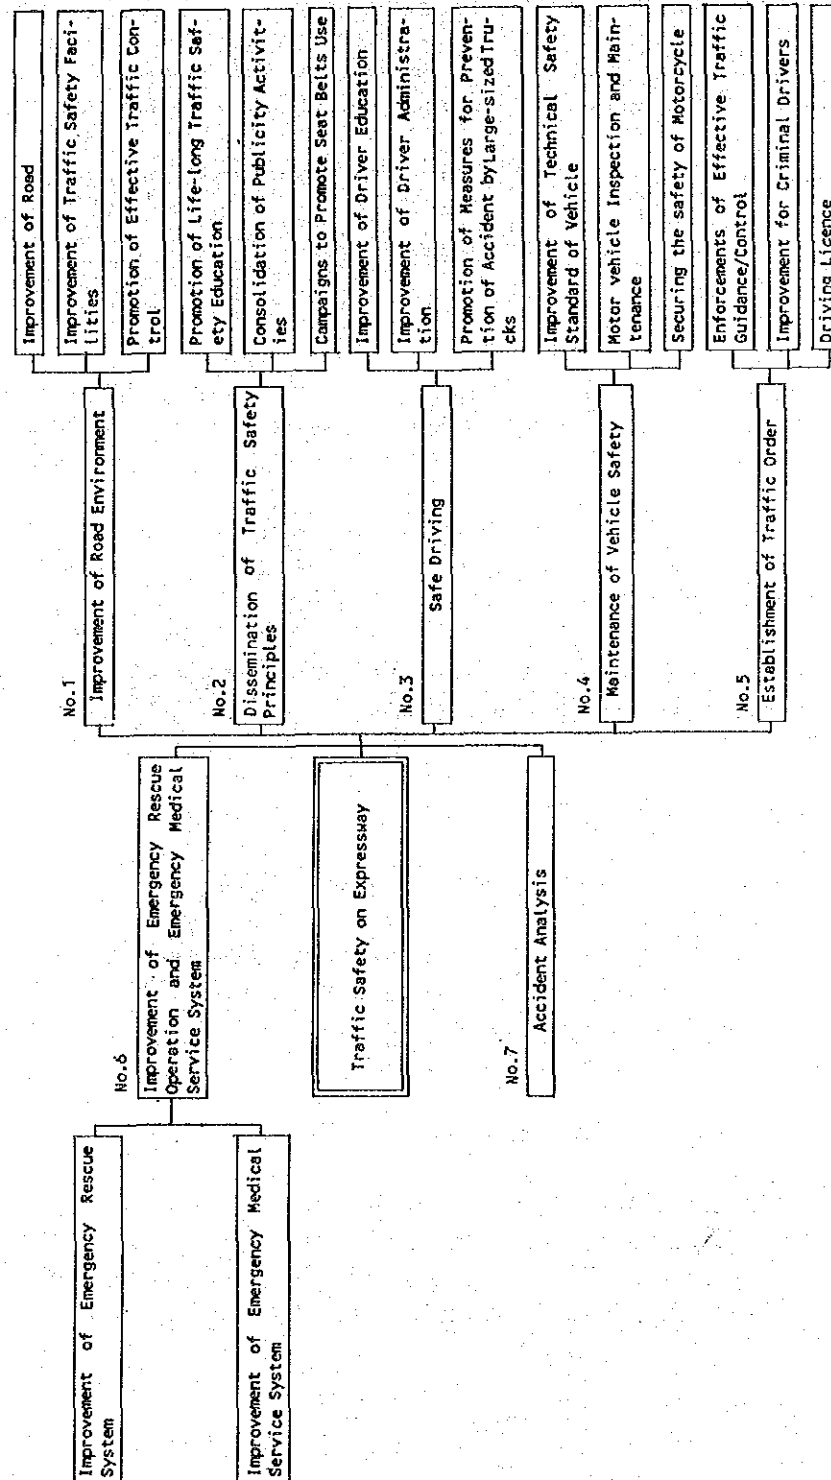 Improvement of Emergency Rescue
System
Improvement of Emergency Medical
Service System
No.6
Improvement of Emergency Rescue
Operation and Emergency Medical
Service System
Traffic Safety on Expressway
No.7
Accident Analysis
No.1
Improvement of Road Environment
Improvement of Road
Improvement of Traffic Safety Faci-
lities
Promotion of Effective Traffic Con-
trol
No.2
Dissemination of Traffic Safety
Principles
Promotion of Life-long Traffic Saf-
ety Education
Consolidation of Publicity Activit-
ies
Campaigns to Promote Seat Belts Use
No.3
Safe Driving
Improvement of Driver Education
Improvement of Driver Administra-
tion
Promotion of Measures for Preven-
tion of Accident by Large-sized Tru-
cks
No.4
Maintenance of Vehicle Safety
Improvement of Technical Safety
Standard of Vehicle
Motor vehicle Inspection and Main-
tenance
Securing the safety of Motorcycle
No.5
Establishment of Traffic Order
Enforcements of Effective Traffic
Guidance/Control
Improvement for Criminal Drivers
Driving Licence